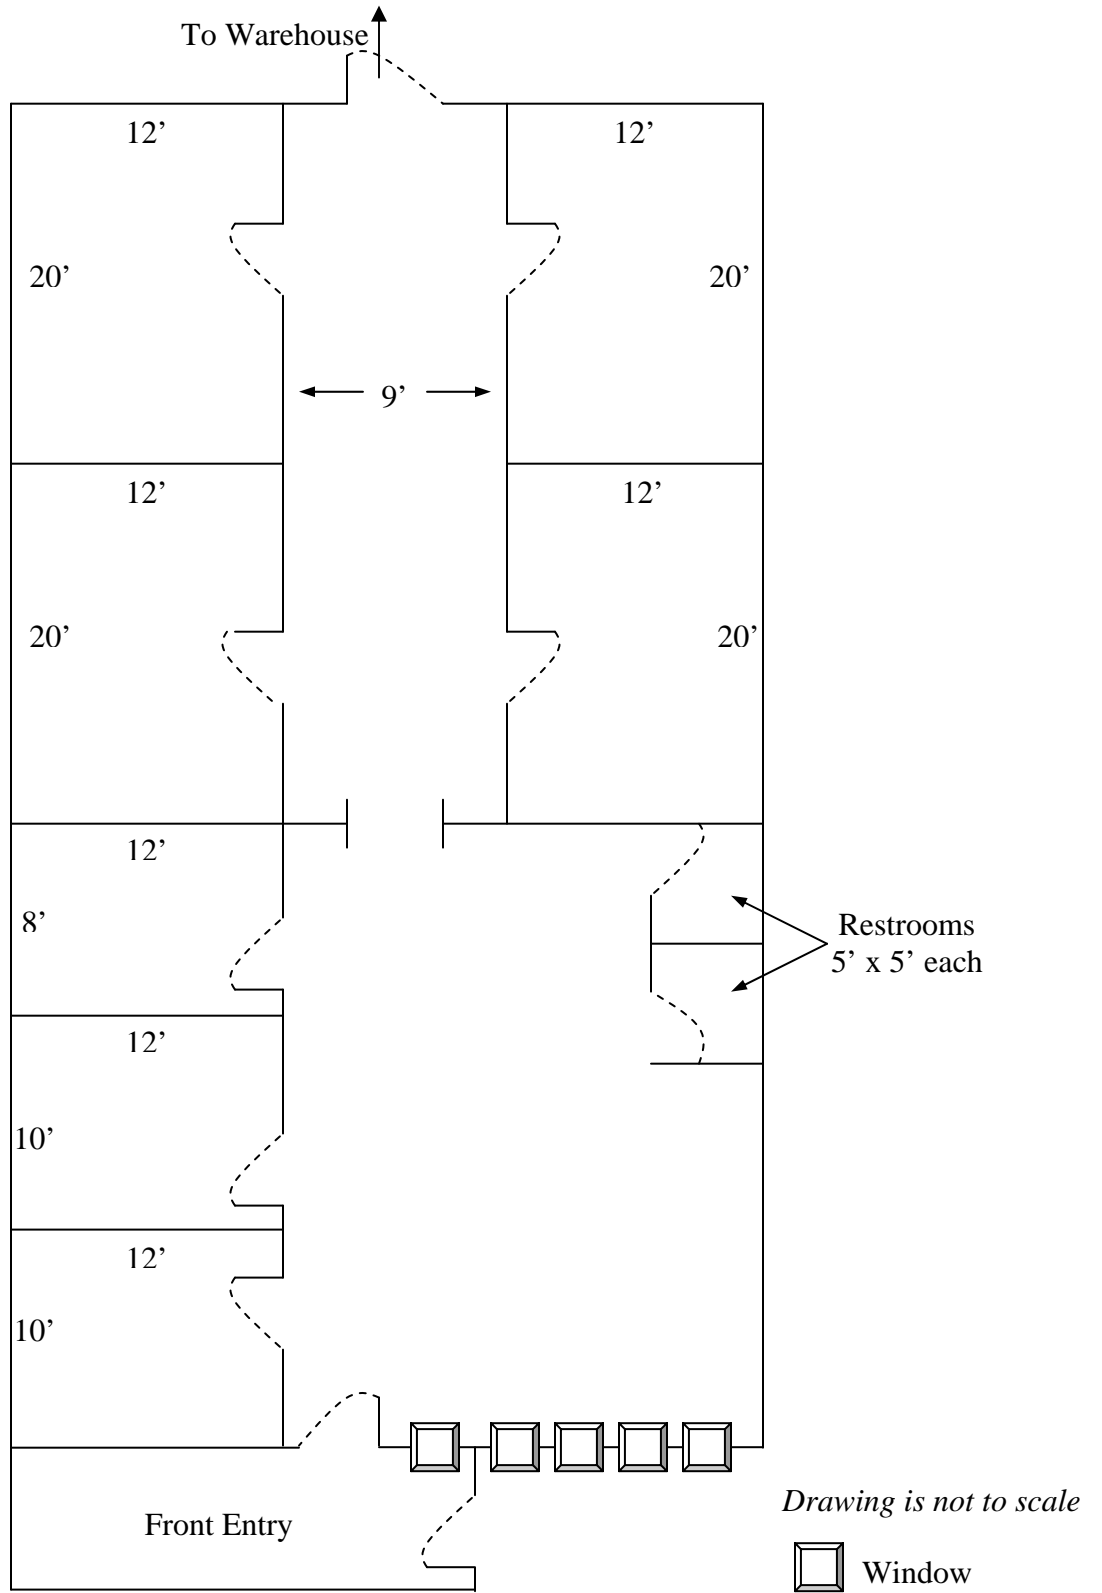 To Warehouse
12’
12’
20’
20’
9’
12’
12’
20’
20’
12’
8’
Restrooms
5’ x 5’ each
12’
10’
12’
10’
Drawing is not to scale
Front Entry
Window